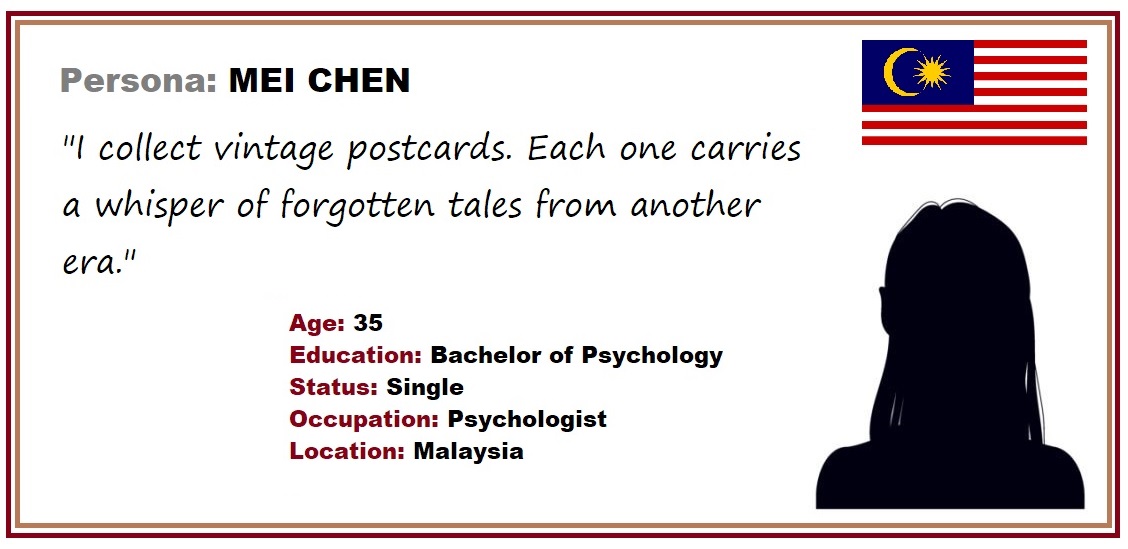 Persona: MEI CHEN
"I collect vintage postcards. Each one carries
a whisper of forgotten tales from another
era."
Age: 35
Education: Bachelor of Psychology
Status: Single
Occupation: Psychologist
Location: Malaysia